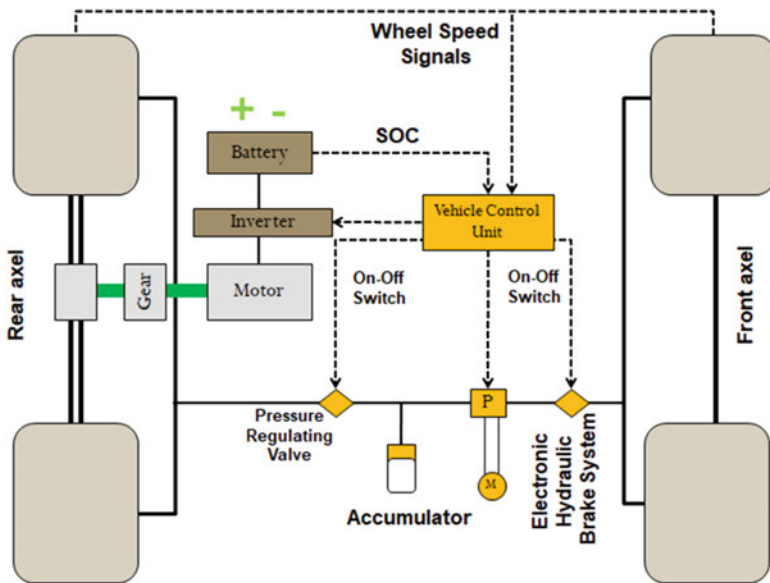 Wheel Speed
Signals
+ -
Battery
SOC
Inverter
Vehicle Control
Unit
Rear axel
Gear
Motor
On-Off
Switch
On-Off
Switch
Front axel
Pressure
Regulating
Valve
P
M
Accumulator
Electronic
Hydraulic
Brake System